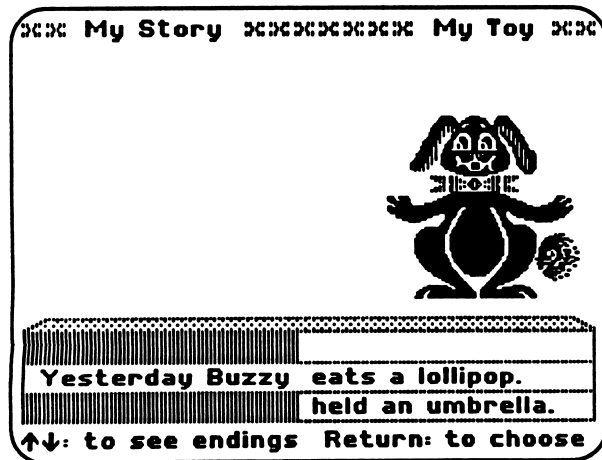 My Story My Toy
Yesterday Buzzy eats a lollipop.
held an umbrella.
↑↓: to see endings Return: to choose